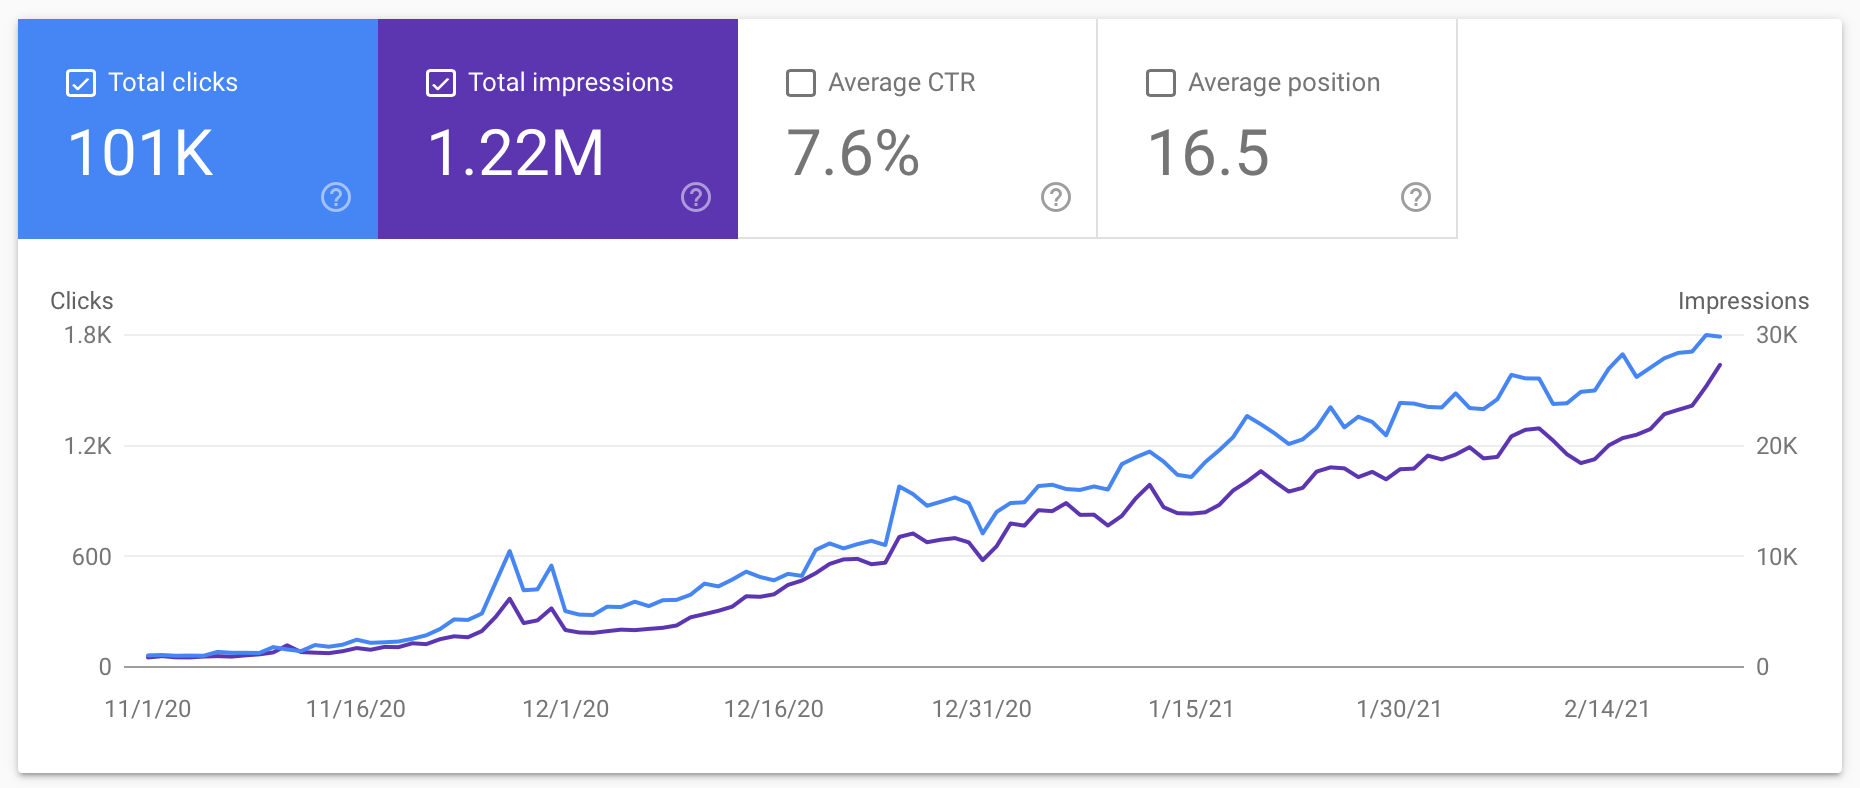 Total clicks
101K
Total impressions
1.22M
Average CTR
7.6%
Average position
16.5
Clicks
Impressions
1.8K
30K
1.2K
20K
600
10K
0
0
11/1/20
11/16/20
12/1/20
12/16/20
12/31/20
1/15/21
1/30/21
2/14/21